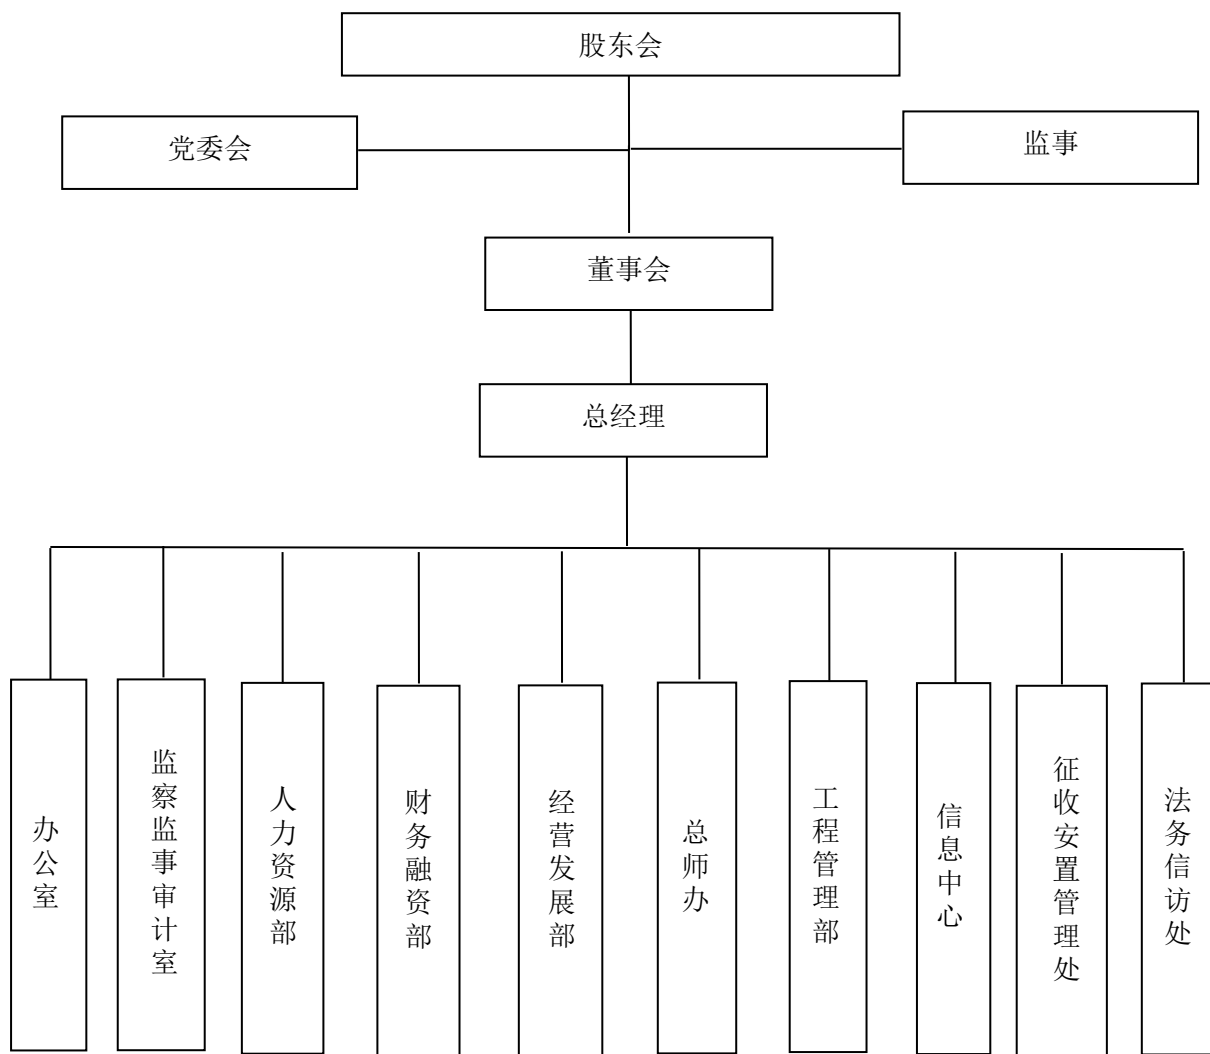 股东会
党委会
监事
董事会
总经理
办公室
监察监事审计室
人力资源部
财务融资部
经营发展部
总师办
工程管理部
信息中心
征收安置管理处
法务信访处